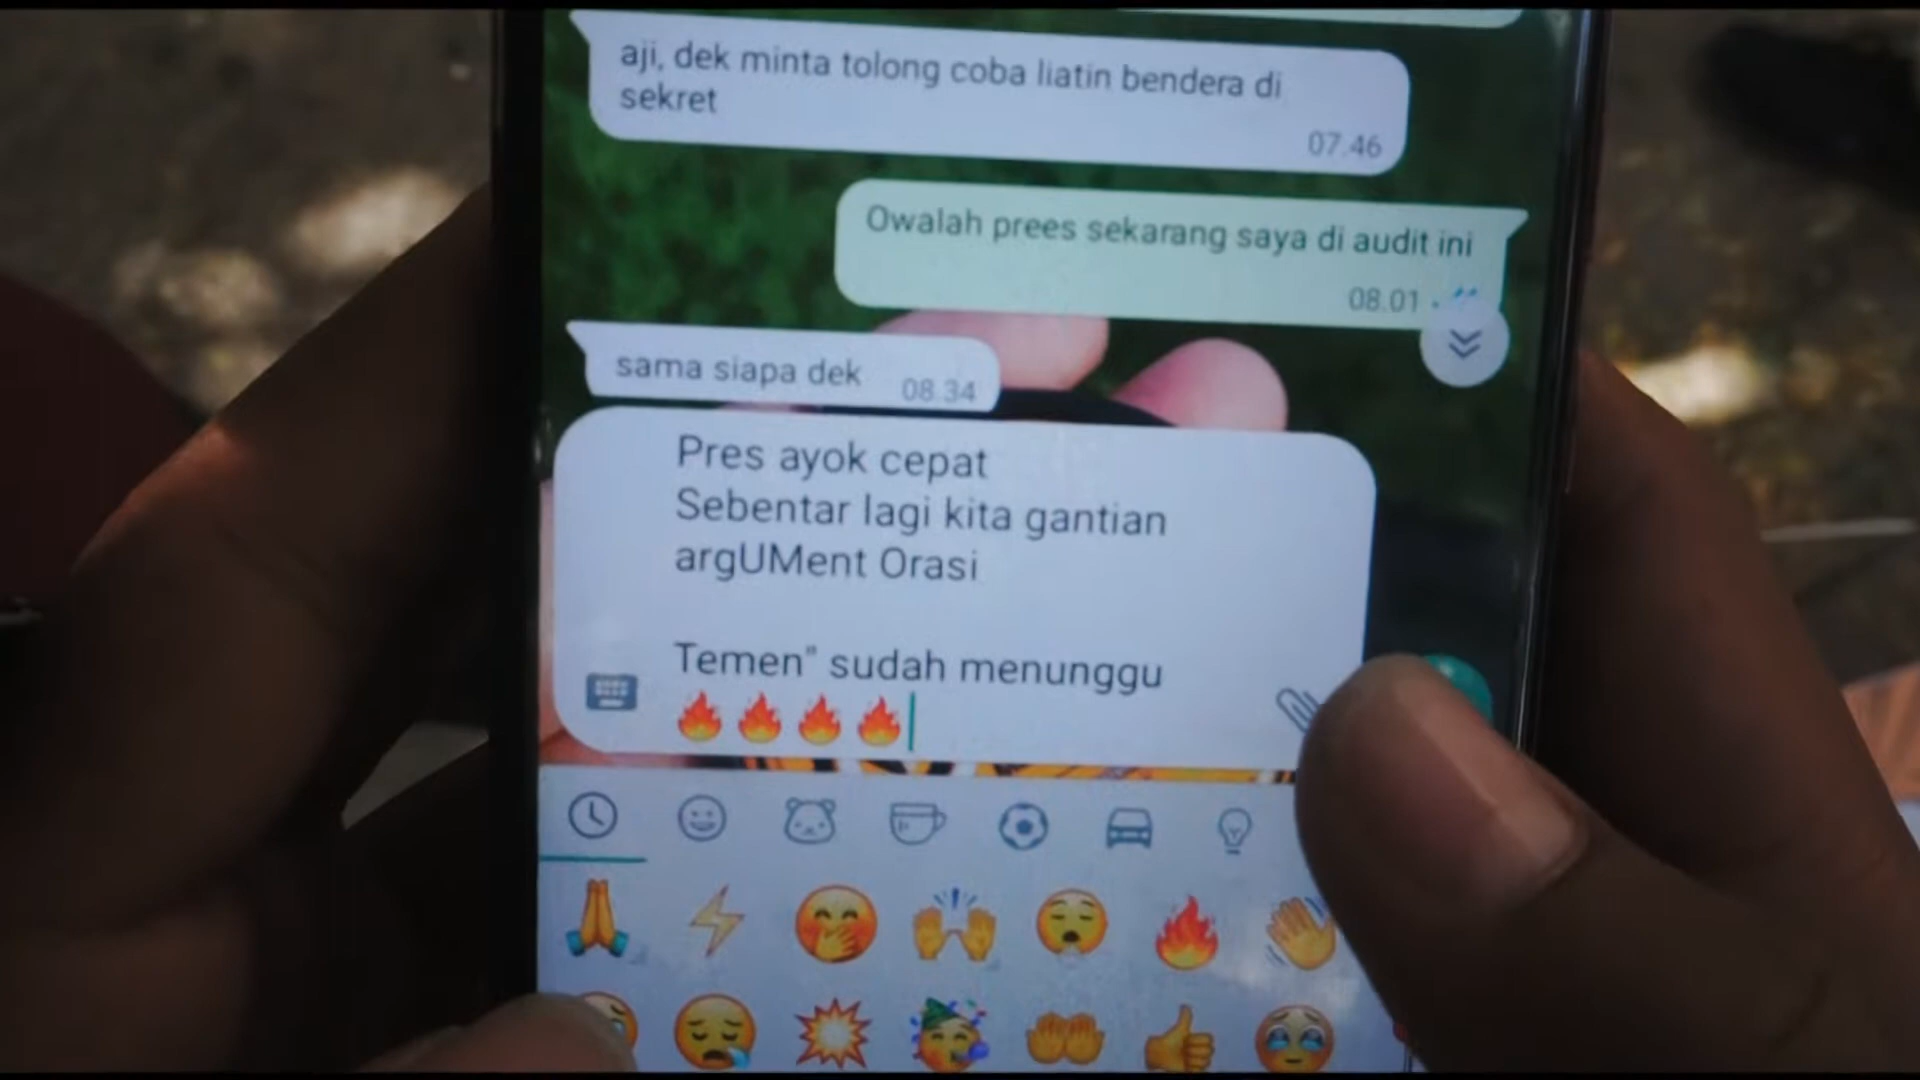 aji, dek minta tolong coba liatin bendera di
sekret
07.46
Owalah prees sekarang saya di audit ini
08.01
sama siapa dek
08.34
Pres ayok cepat
Sebentar lagi kita gantian
argUMent Orasi
Temen" sudah menunggu
🔥🔥🔥🔥